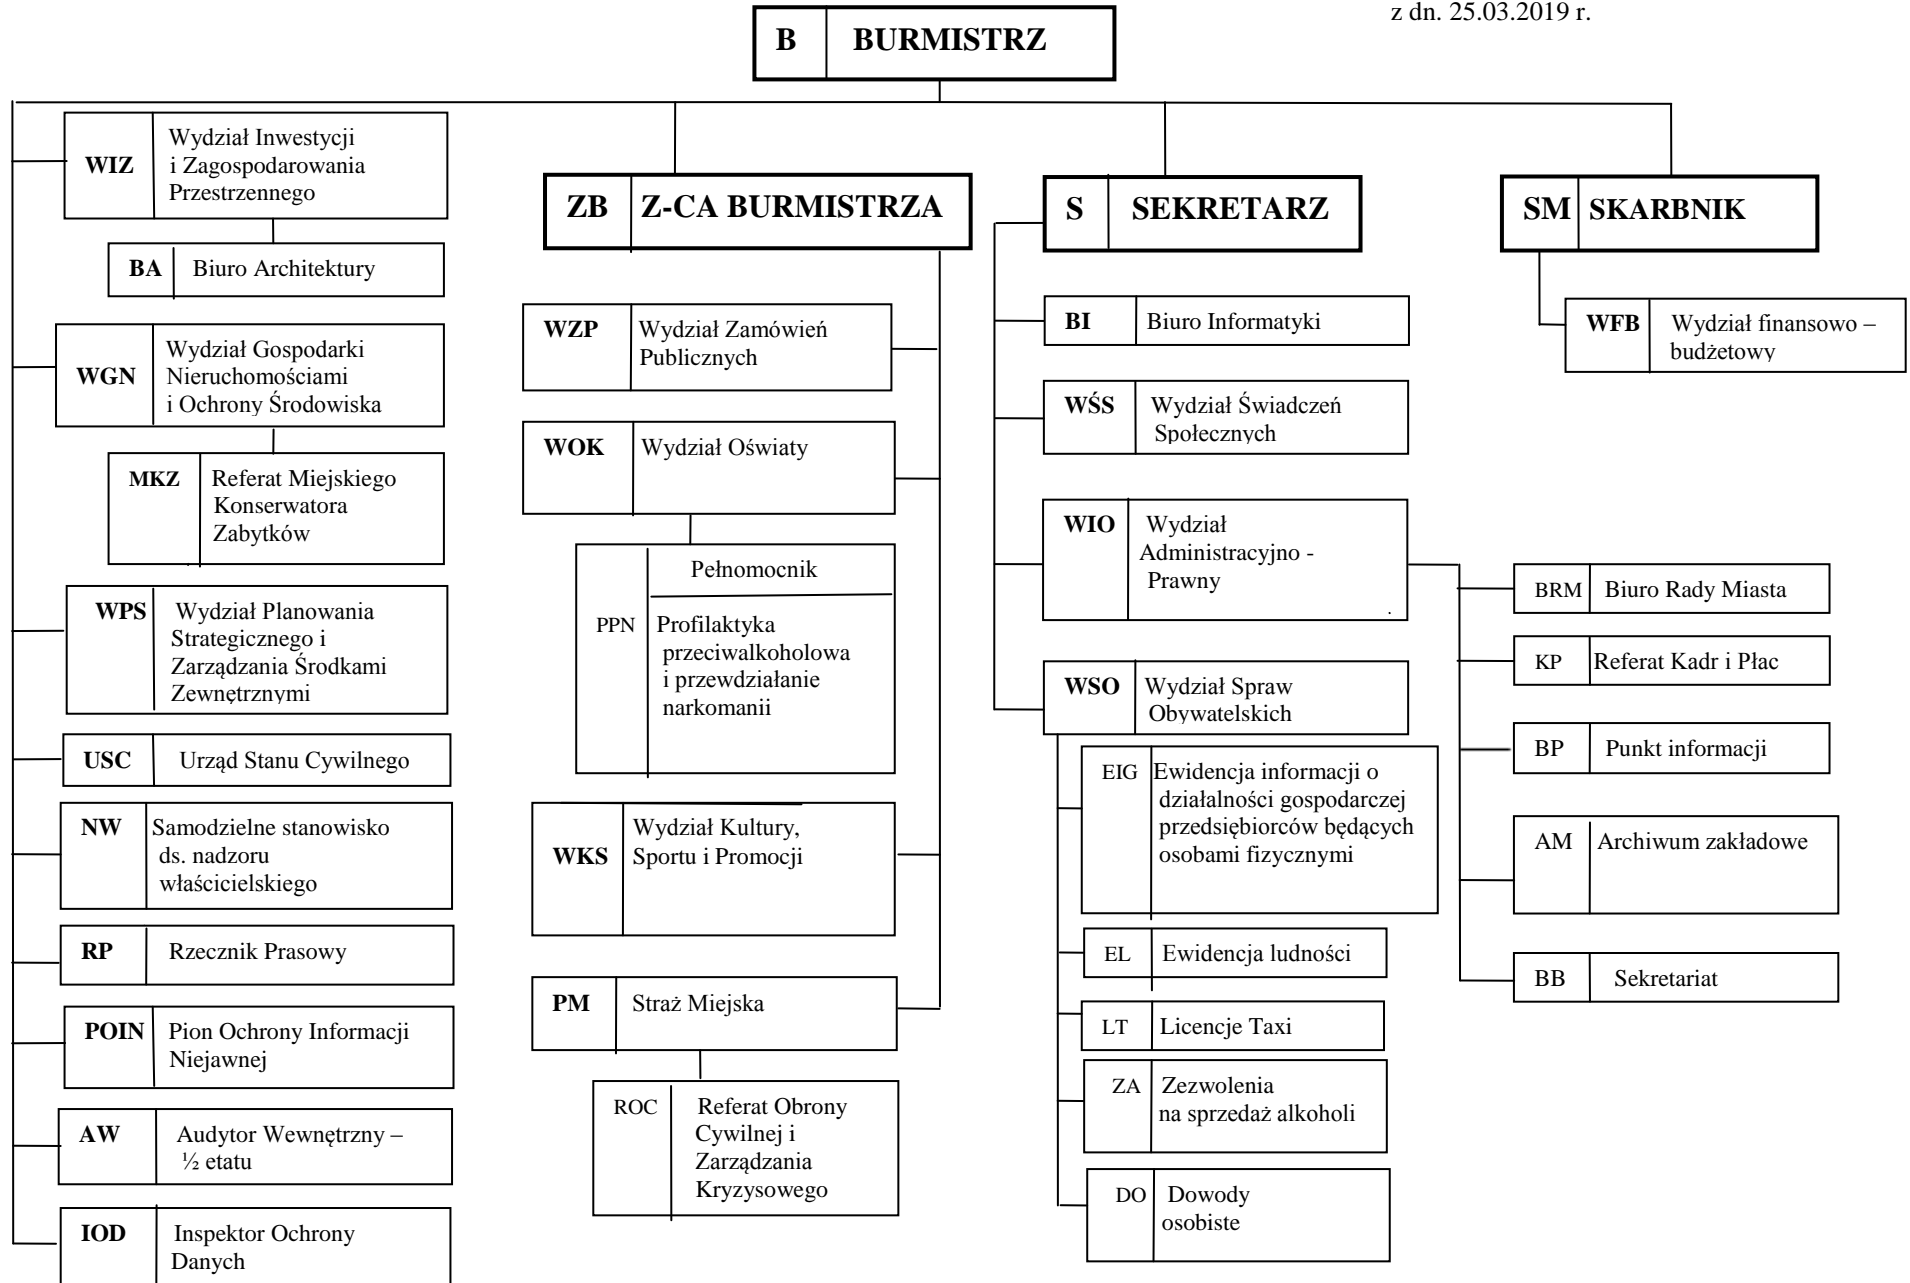 z dn. 25.03.2019 r.
B BURMISTRZ
WIZ
Wydział Inwestycji
i Zagospodarowania
Przestrzennego
BA Biuro Architektury
WGN
Wydział Gospodarki
Nieruchomościami
i Ochrony Środowiska
MKZ Referat Miejskiego
Konserwatora
Zabytków
WPS Wydział Planowania
Strategicznego i
Zarządzania Środkami
Zewnętrznymi
USC Urząd Stanu Cywilnego
NW Samodzielne stanowisko
ds. nadzoru
właścicielskiego
RP Rzecznik Prasowy
POIN Pion Ochrony Informacji
Niejawnej
AW Audytor Wewnętrzny –
½ etatu
IOD Inspektor Ochrony
Danych
ZB Z-CA BURMISTRZA
WZP Wydział Zamówień
Publicznych
WOK Wydział Oświaty
Pełnomocnik
PPN Profilaktyka
przeciwalkoholowa
i przewdziałanie
narkomanii
Wydział Kultury,
WKS Sportu i Promocji
PM Straż Miejska
ROC Referat Obrony
Cywilnej i
Zarządzania
Kryzysowego
S SEKRETARZ
BI Biuro Informatyki
WŚS Wydział Świadczeń
Społecznych
WIO Wydział
Administracyjno -
Prawny
.
WSO Wydział Spraw
Obywatelskich
EIG Ewidencja informacji o
działalności gospodarczej
przedsiębiorców będących
osobami fizycznymi
EL Ewidencja ludności
LT Licencje Taxi
ZA Zezwolenia
na sprzedaż alkoholi
DO Dowody
osobiste
BRM Biuro Rady Miasta
KP Referat Kadr i Płac
BP Punkt informacji
AM Archiwum zakładowe
BB Sekretariat
SM SKARBNIK
WFB Wydział finansowo –
budżetowy